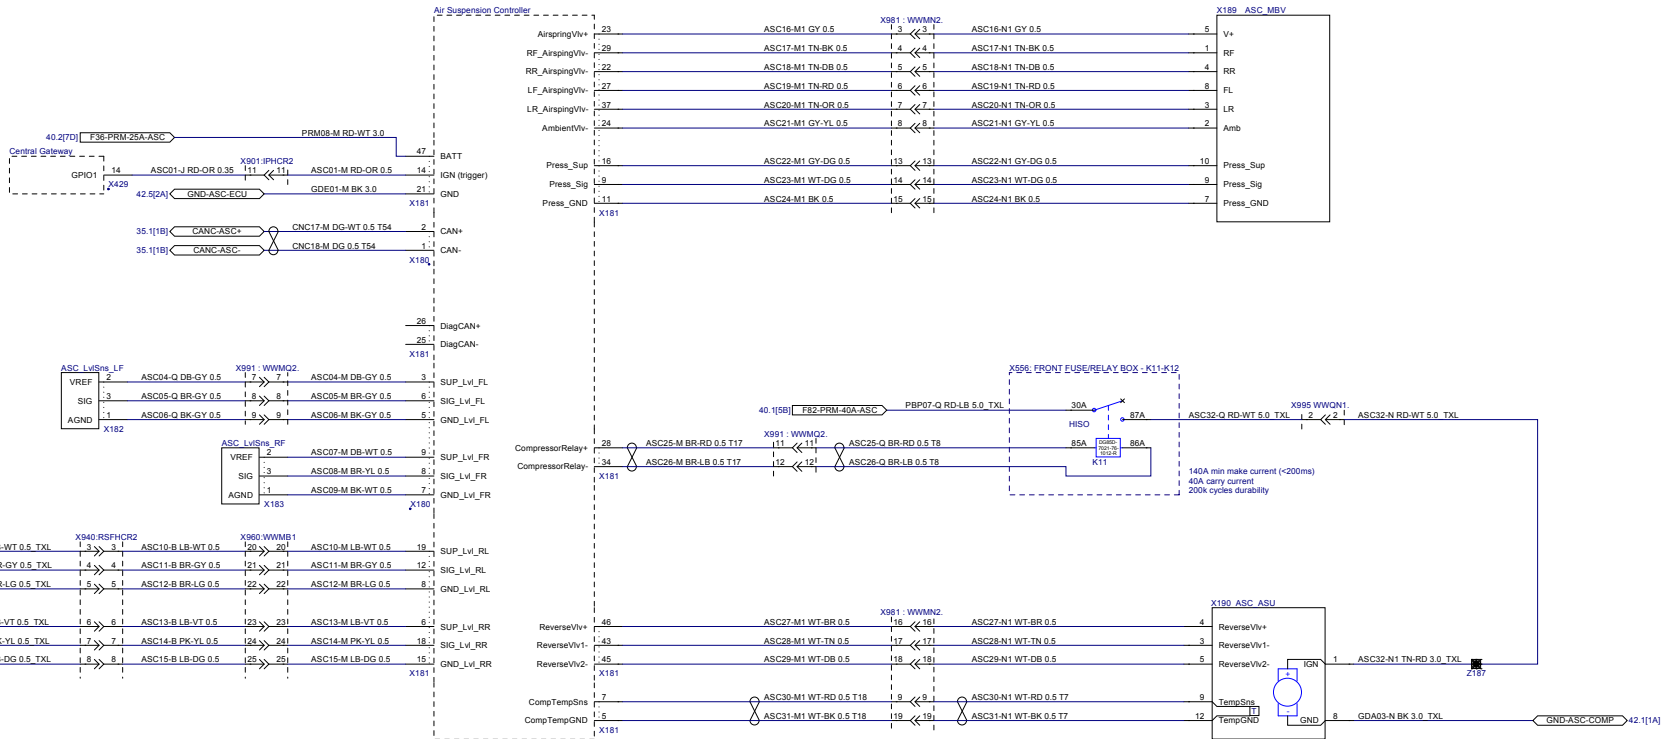 Air Suspension Controller
X981 : WWMN2.
X189 ASC_MBV
AirspringVlv+ 23 ASC16-M1 GY 0.5 3 3 ASC16-N1 GY 0.5 5 V+
RF_AirspingVlv- 29 ASC17-M1 TN-BK 0.5 4 4 ASC17-N1 TN-BK 0.5 1 RF
RR_AirspingVlv- 22 ASC18-M1 TN-DB 0.5 5 5 ASC18-N1 TN-DB 0.5 4 RR
LF_AirspingVlv- 27 ASC19-M1 TN-RD 0.5 6 6 ASC19-N1 TN-RD 0.5 8 FL
LR_AirspingVlv- 37 ASC20-M1 TN-OR 0.5 7 7 ASC20-N1 TN-OR 0.5 3 LR
AmbientVlv- 24 ASC21-M1 GY-YL 0.5 8 8 ASC21-N1 GY-YL 0.5 2 Amb
40.2[7D] F36-PRM-25A-ASC PRM08-M RD-WT 3.0 47 BATT
Central Gateway
Press_Sup 16 ASC22-M1 GY-DG 0.5 13 13 ASC22-N1 GY-DG 0.5 10 Press_Sup
X901:IPHCR2
GPIO1 14 ASC01-J RD-OR 0.35 11 11 ASC01-M RD-OR 0.5 14 IGN (trigger)
X429
Press_Sig 9 ASC23-M1 WT-DG 0.5 14 14 ASC23-N1 WT-DG 0.5 9 Press_Sig
42.5[2A] GND-ASC-ECU GDE01-M BK 3.0 21 GND
X181
Press_GND 11 ASC24-M1 BK 0.5 15 15 ASC24-N1 BK 0.5 7 Press_GND
X181
35.1[1B] CANC-ASC+ CNC17-M DG-WT 0.5 T54 2 CAN+
35.1[1B] CANC-ASC- CNC18-M DG 0.5 T54 1 CAN-
X180
26 DiagCAN+
25 DiagCAN-
X181
ASC_LvlSns_LF
X991 : WWMQ2.
VREF 2 ASC04-Q DB-GY 0.5 7 7 ASC04-M DB-GY 0.5 3 SUP_Lvl_FL
SIG 3 ASC05-Q BR-GY 0.5 8 8 ASC05-M BR-GY 0.5 6 SIG_Lvl_FL
AGND 1 ASC06-Q BK-GY 0.5 9 9 ASC06-M BK-GY 0.5 5 GND_Lvl_FL
X182
X556: FRONT FUSE/RELAY BOX - K11-K12
40.1[5B] F82-PRM-40A-ASC PBP07-Q RD-LB 5.0_TXL 30A
X995 WWQN1.
HISO 87A ASC32-Q RD-WT 5.0_TXL 2 2 ASC32-N RD-WT 5.0_TXL
ASC_LvlSns_RF
VREF 2 ASC07-M DB-WT 0.5 9 SUP_Lvl_FR
SIG 3 ASC08-M BR-YL 0.5 8 SIG_Lvl_FR
AGND 1 ASC09-M BK-WT 0.5 7 GND_Lvl_FR
X183
X180
X991 : WWMQ2.
CompressorRelay+ 28 ASC25-M BR-RD 0.5 T17 11 11 ASC25-Q BR-RD 0.5 T8 85A 86A
CompressorRelay- 34 ASC26-M BR-LB 0.5 T17 12 12 ASC26-Q BR-LB 0.5 T8
K11
X181
140A min make current (<200ms)
40A carry current
200k cycles durability
X940:RSFHCR2
X960:WWMB1
-WT 0.5_TXL 3 3 ASC10-B LB-WT 0.5 20 20 ASC10-M LB-WT 0.5 19 SUP_Lvl_RL
R-GY 0.5_TXL 4 4 ASC11-B BR-GY 0.5 21 21 ASC11-M BR-GY 0.5 12 SIG_Lvl_RL
R-LG 0.5_TXL 5 5 ASC12-B BR-LG 0.5 22 22 ASC12-M BR-LG 0.5 8 GND_Lvl_RL
-VT 0.5_TXL 6 6 ASC13-B LB-VT 0.5 23 23 ASC13-M LB-VT 0.5 6 SUP_Lvl_RR
K-YL 0.5_TXL 7 7 ASC14-B PK-YL 0.5 24 24 ASC14-M PK-YL 0.5 18 SIG_Lvl_RR
-DG 0.5_TXL 8 8 ASC15-B LB-DG 0.5 25 25 ASC15-M LB-DG 0.5 15 GND_Lvl_RR
X181
X981 : WWMN2.
X190 ASC_ASU
ReverseVlv+ 46 ASC27-M1 WT-BR 0.5 16 16 ASC27-N1 WT-BR 0.5 4 ReverseVlv+
ReverseVlv1- 43 ASC28-M1 WT-TN 0.5 17 17 ASC28-N1 WT-TN 0.5 3 ReverseVlv1-
ReverseVlv2- 45 ASC29-M1 WT-DB 0.5 18 18 ASC29-N1 WT-DB 0.5 5 ReverseVlv2- IGN 1 ASC32-N1 TN-RD 3.0_TXL
X181
Z187
CompTempSns 7 ASC30-M1 WT-RD 0.5 T18 9 9 ASC30-N1 WT-RD 0.5 T7 9 TempSns
T
CompTempGND 5 ASC31-M1 WT-BK 0.5 T18 19 19 ASC31-N1 WT-BK 0.5 T7 12 TempGND GND 8 GDA03-N BK 3.0_TXL GND-ASC-COMP 42.1[1A]
X181